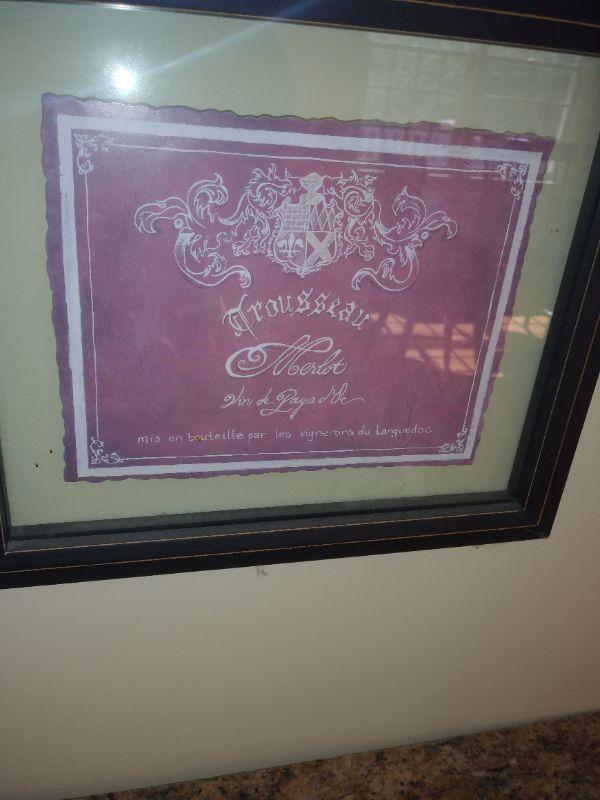 Trousseau
Merlot
Vin de Pays d'Oc
mis en bouteille par les vignerons du Languedoc